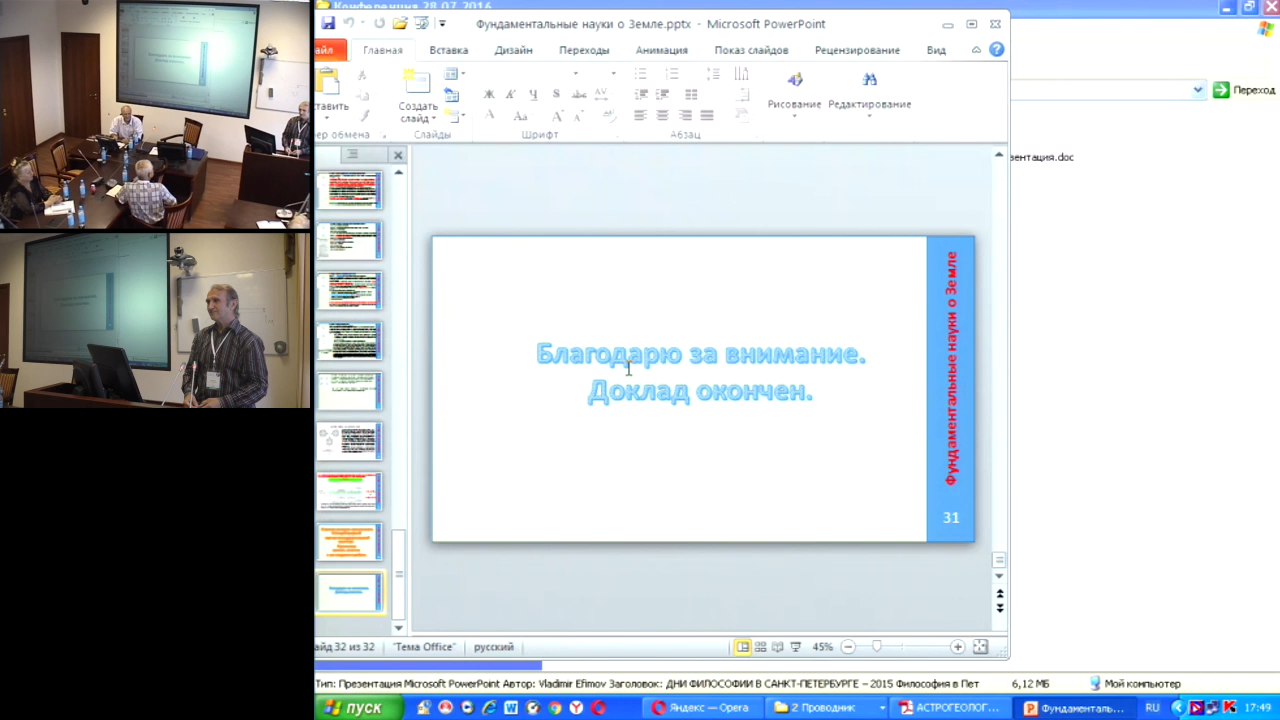 Конференция 28.07.2016
Фундаментальные науки о Земле.pptx - Microsoft PowerPoint
айл
Главная
Вставка
Дизайн
Переходы
Анимация
Показ слайдов
Рецензирование
Вид
Переход
тавить
Создать
слайд
Рисование
Редактирование
ер обмена
Слайды
Шрифт
Абзац
зентация.doc
Благодарю за внимание.
Доклад окончен.
Фундаментальные науки о Земле
31
айд 32 из 32
"Тема Office"
русский
45%
Тип: Презентация Microsoft PowerPoint Автор: Vladimir Efimov Заголовок: ДНИ ФИЛОСОФИИ В САНКТ-ПЕТЕРБУРГЕ – 2015 Философия в Пет
6,12 МБ
Мой компьютер
пуск
Яндекс — Opera
2 Проводник
АСТРОГЕОЛОГ...
Фундаменталь...
RU
17:49